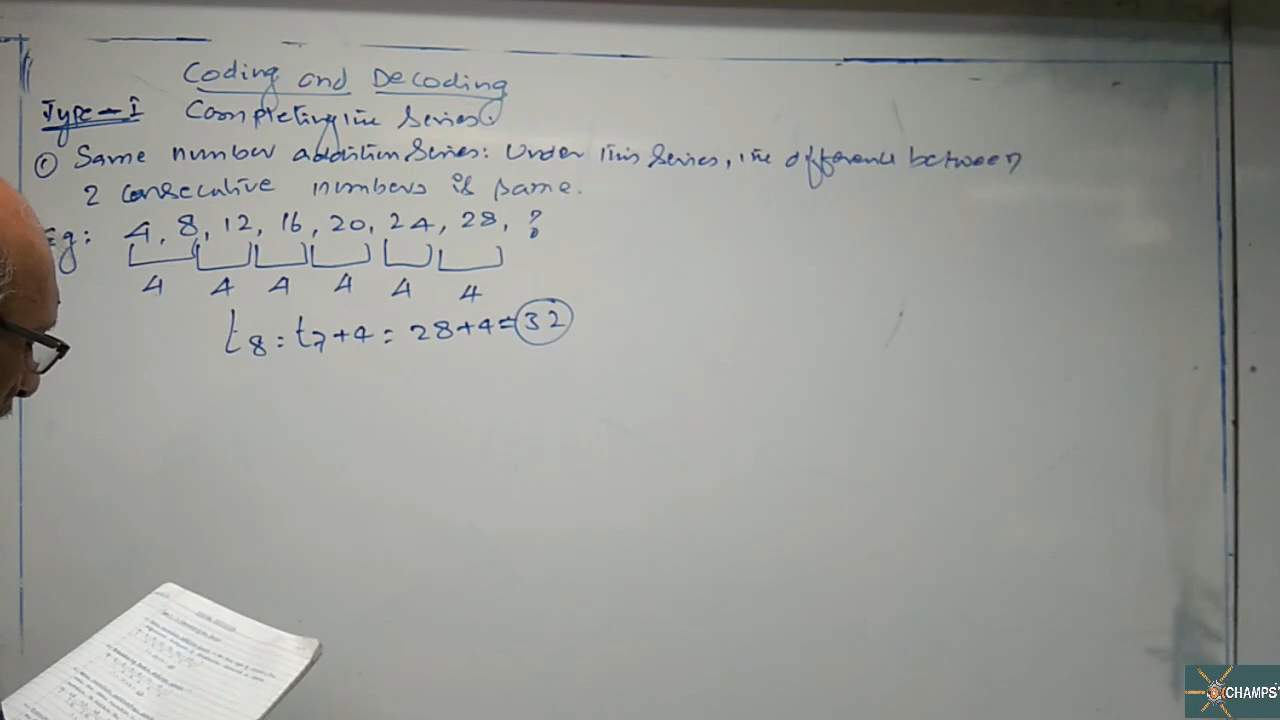 Coding and Decoding
Type-I Completing the Series.
① Same number addition Series: Under this Series, the difference between
2 consecutive numbers is same.
Eg: 4, 8, 12, 16, 20, 24, 28, ?
4 4 4 4 4 4
t8 = t7+4 = 28+4=32
CHAMPS